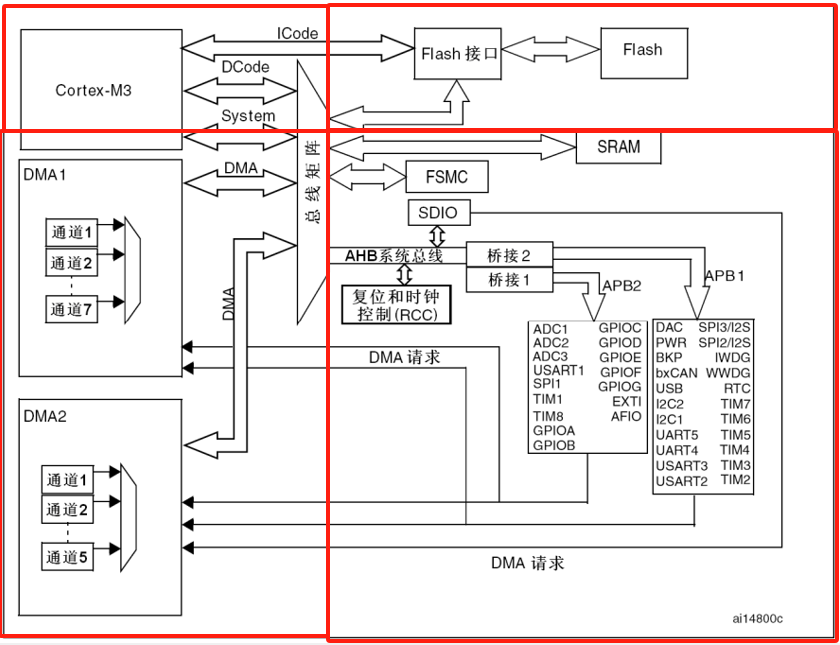 ICode
Cortex-M3
DCode
System
Flash 接口
Flash
总线矩阵
SRAM
DMA1
DMA
FSMC
SDIO
通道1
通道2
通道7
AHB系统总线
桥接2
桥接1
APB2
APB1
复位和时钟
控制(RCC)
DMA
DMA 请求
ADC1 GPIOC
ADC2 GPIOD
ADC3 GPIOE
USART1 GPIOF
SPI1 GPIOG
TIM1 EXTI
TIM8 AFIO
GPIOA
GPIOB
DAC SPI3/I2S
PWR SPI2/I2S
BKP IWDG
bxCAN WWDG
USB RTC
I2C2 TIM7
I2C1 TIM6
UART5 TIM5
UART4 TIM4
USART3 TIM3
USART2 TIM2
DMA2
通道1
通道2
通道5
DMA 请求
ai14800c